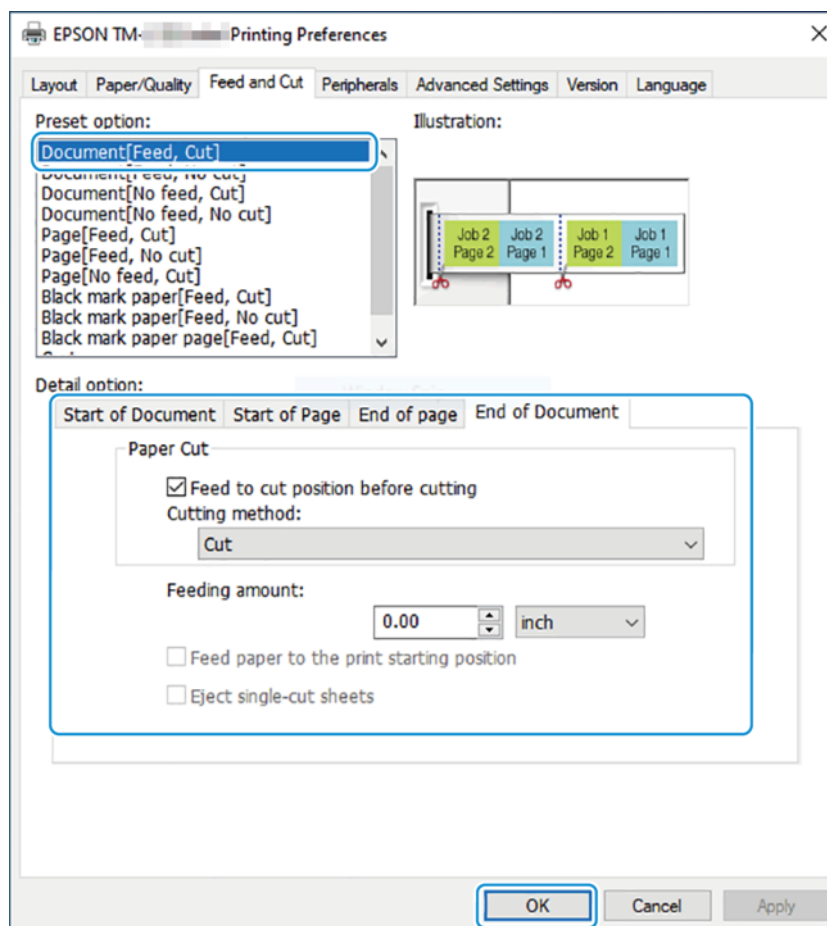 EPSON TM- Printing Preferences
Layout Paper/Quality Feed and Cut Peripherals Advanced Settings Version Language
Preset option:
Illustration:
Document[Feed, Cut]
Document[Feed, No cut]
Document[No feed, Cut]
Document[No feed, No cut]
Page[Feed, Cut]
Page[Feed, No cut]
Page[No feed, Cut]
Black mark paper[Feed, Cut]
Black mark paper[Feed, No cut]
Black mark paper page[Feed, Cut]
Job 2 Job 2 Job 1 Job 1
Page 2 Page 1 Page 2 Page 1
Detail option:
Start of Document Start of Page End of page End of Document
Paper Cut
Feed to cut position before cutting
Cutting method:
Cut
Feeding amount:
0.00 inch
Feed paper to the print starting position
Eject single-cut sheets
OK Cancel Apply